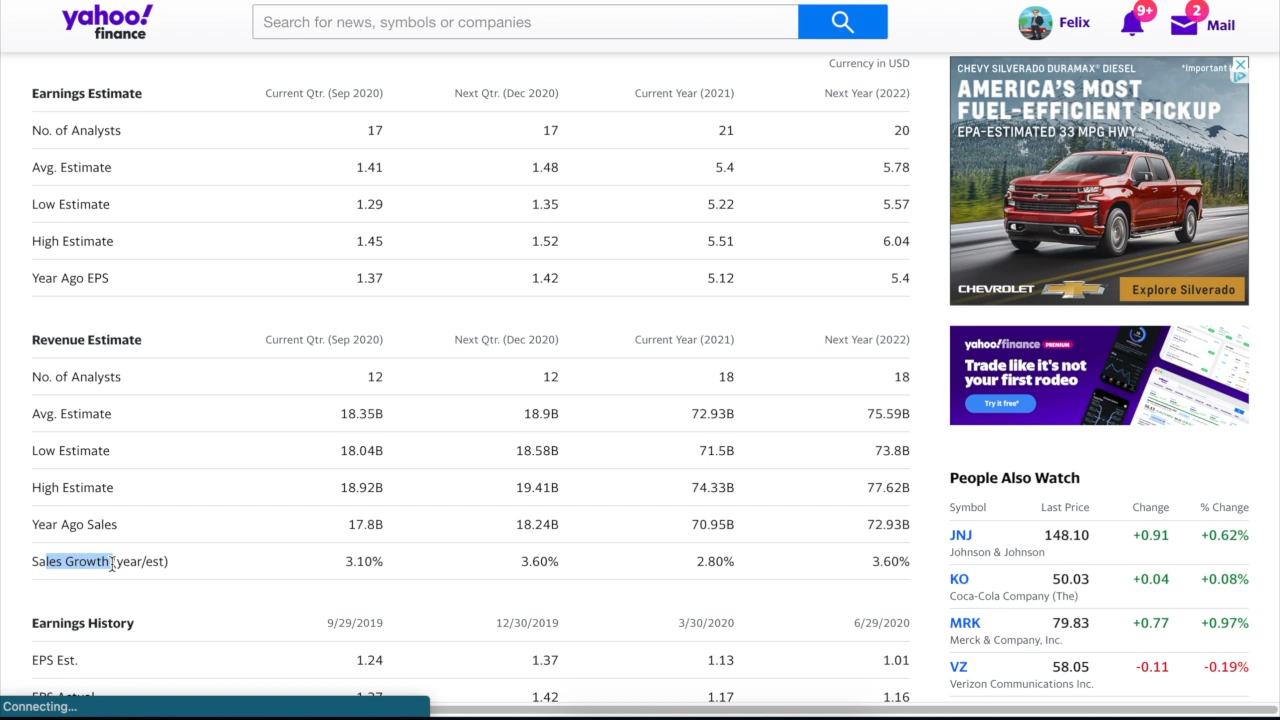 yahoo!
finance
Search for news, symbols or companies
Felix
9+
2
Mail
Currency in USD
Earnings Estimate Current Qtr. (Sep 2020) Next Qtr. (Dec 2020) Current Year (2021) Next Year (2022)
No. of Analysts 17 17 21 20
Avg. Estimate 1.41 1.48 5.4 5.78
Low Estimate 1.29 1.35 5.22 5.57
High Estimate 1.45 1.52 5.51 6.04
Year Ago EPS 1.37 1.42 5.12 5.4
Revenue Estimate Current Qtr. (Sep 2020) Next Qtr. (Dec 2020) Current Year (2021) Next Year (2022)
No. of Analysts 12 12 18 18
Avg. Estimate 18.35B 18.9B 72.93B 75.59B
Low Estimate 18.04B 18.58B 71.5B 73.8B
High Estimate 18.92B 19.41B 74.33B 77.62B
Year Ago Sales 17.8B 18.24B 70.95B 72.93B
Sales Growth (year/est) 3.10% 3.60% 2.80% 3.60%
Earnings History 9/29/2019 12/30/2019 3/30/2020 6/29/2020
EPS Est. 1.24 1.37 1.13 1.01
EPS Actual 1.37 1.42 1.17 1.16
Connecting...
CHEVY SILVERADO DURAMAX® DIESEL *Important
AMERICA'S MOST
FUEL-EFFICIENT PICKUP
EPA-ESTIMATED 33 MPG HWY*
CHEVROLET Explore Silverado
yahoo!finance PREMIUM
Trade like it's not
your first rodeo
Try it free*
People Also Watch
Symbol Last Price Change % Change
JNJ 148.10 +0.91 +0.62%
Johnson & Johnson
KO 50.03 +0.04 +0.08%
Coca-Cola Company (The)
MRK 79.83 +0.77 +0.97%
Merck & Company, Inc.
VZ 58.05 -0.11 -0.19%
Verizon Communications Inc.